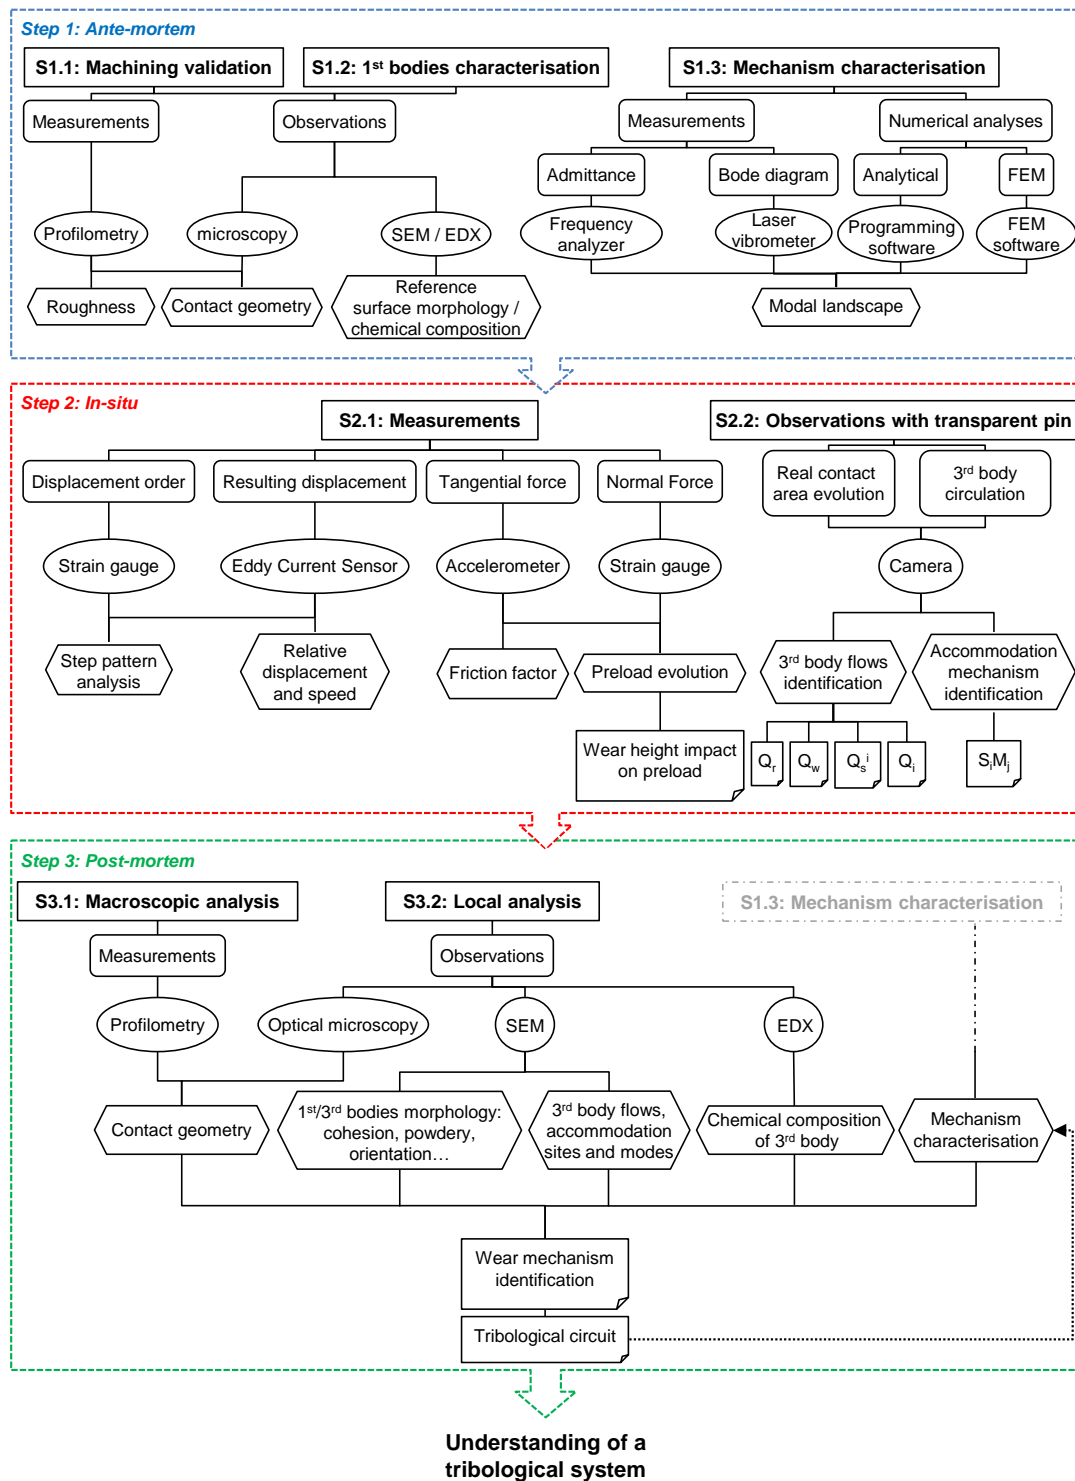 Step 1: Ante-mortem
S1.1: Machining validation
S1.2: 1st bodies characterisation
S1.3: Mechanism characterisation
Measurements
Observations
Measurements
Numerical analyses
Admittance
Bode diagram
Analytical
FEM
Profilometry
microscopy
SEM / EDX
Frequency
analyzer
Laser
vibrometer
Programming
software
FEM
software
Roughness
Contact geometry
Reference
surface morphology /
chemical composition
Modal landscape
Step 2: In-situ
S2.1: Measurements
S2.2: Observations with transparent pin
Displacement order
Resulting displacement
Tangential force
Normal Force
Real contact
area evolution
3rd body
circulation
Strain gauge
Eddy Current Sensor
Accelerometer
Strain gauge
Camera
Step pattern
analysis
Relative
displacement
and speed
Friction factor
Preload evolution
3rd body flows
identification
Accommodation
mechanism
identification
Wear height impact
on preload
Qr
Qw
Qsi
Qi
SiMj
Step 3: Post-mortem
S3.1: Macroscopic analysis
S3.2: Local analysis
S1.3: Mechanism characterisation
Measurements
Observations
Profilometry
Optical microscopy
SEM
EDX
Contact geometry
1st/3rd bodies morphology:
cohesion, powdery,
orientation…
3rd body flows,
accommodation
sites and modes
Chemical composition
of 3rd body
Mechanism
characterisation
Wear mechanism
identification
Tribological circuit
Understanding of a
tribological system